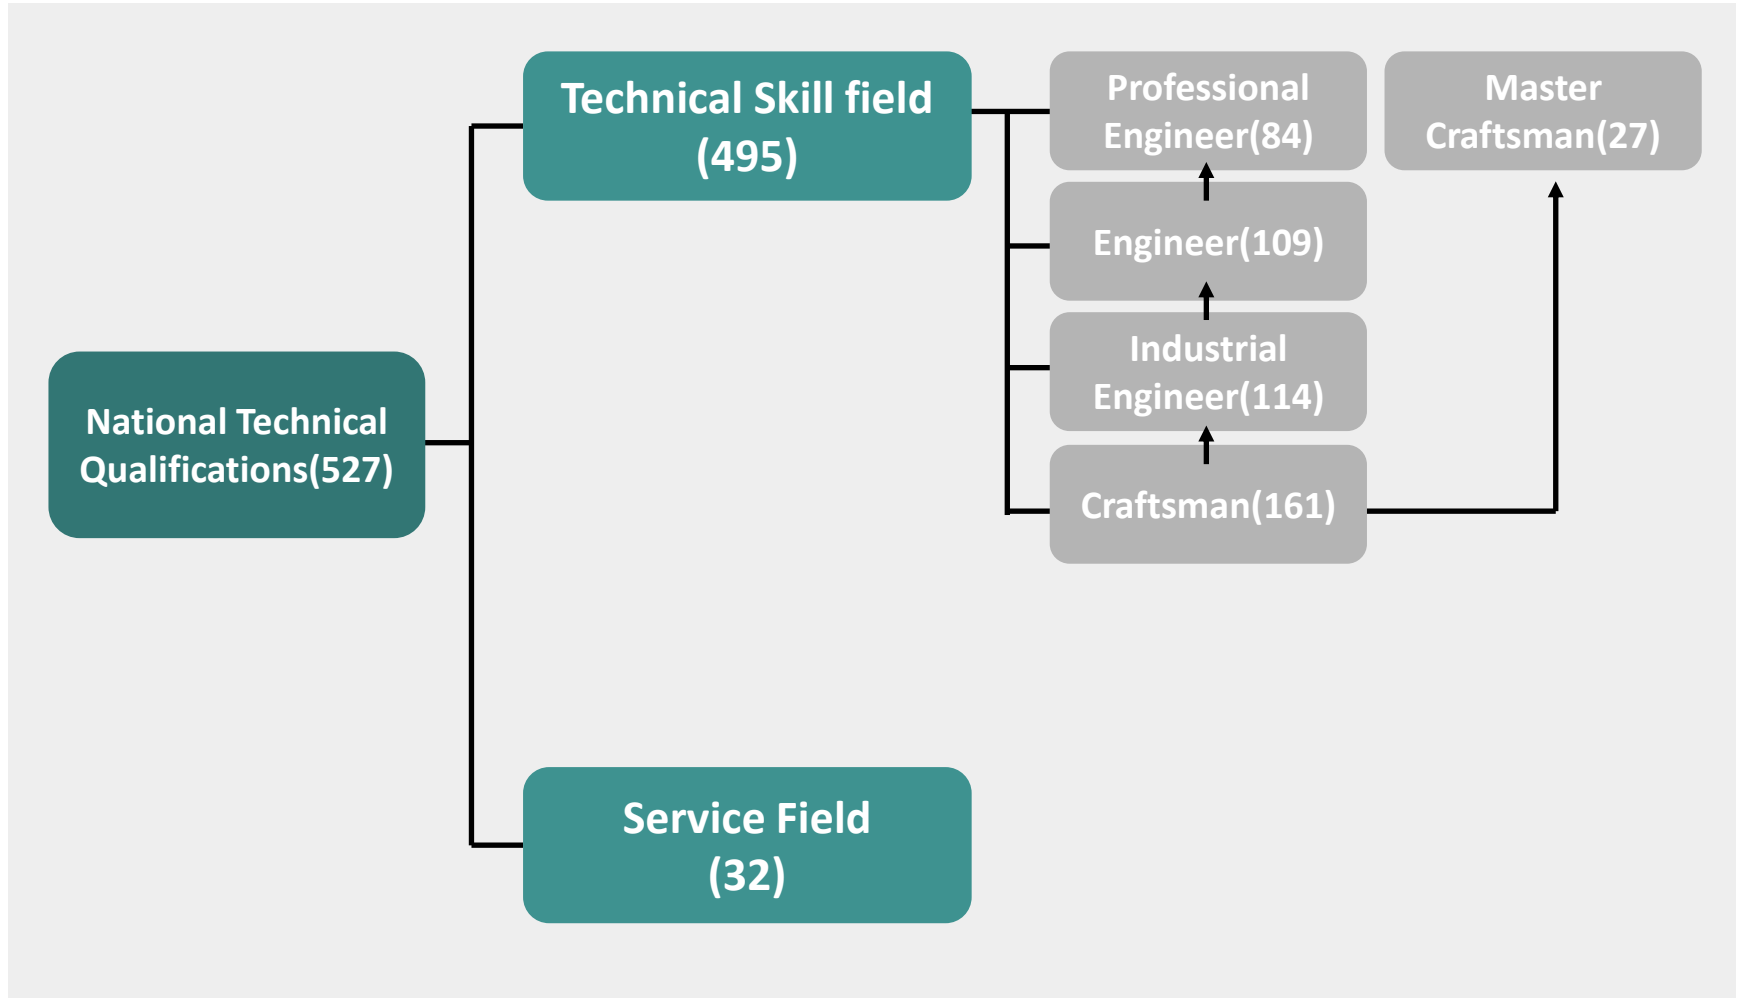 Technical Skill field
(495)
Professional
Engineer(84)
Master
Craftsman(27)
Engineer(109)
Industrial
Engineer(114)
National Technical
Qualifications(527)
Craftsman(161)
Service Field
(32)